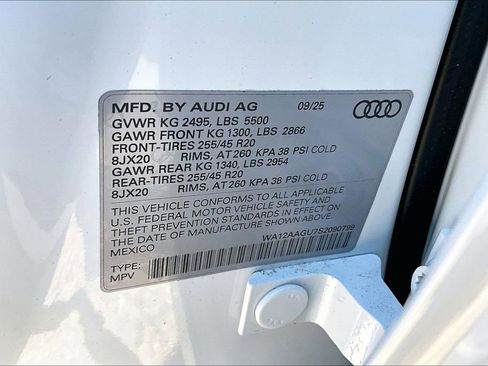 MFD. BY AUDI AG 09/25
GVWR KG 2495, LBS 5500
GAWR FRONT KG 1300, LBS 2866
FRONT-TIRES 255/45 R20
8JX20 RIMS, AT 260 KPA 38 PSI COLD
GAWR REAR KG 1340, LBS 2954
REAR-TIRES 255/45 R20
8JX20 RIMS, AT 260 KPA 38 PSI COLD
THIS VEHICLE CONFORMS TO ALL APPLICABLE
U.S. FEDERAL MOTOR VEHICLE SAFETY AND
THEFT PREVENTION STANDARDS IN EFFECT ON
THE DATE OF MANUFACTURE SHOWN ABOVE.
MEXICO
WA12AAGU7S2090799
TYPE:
MPV